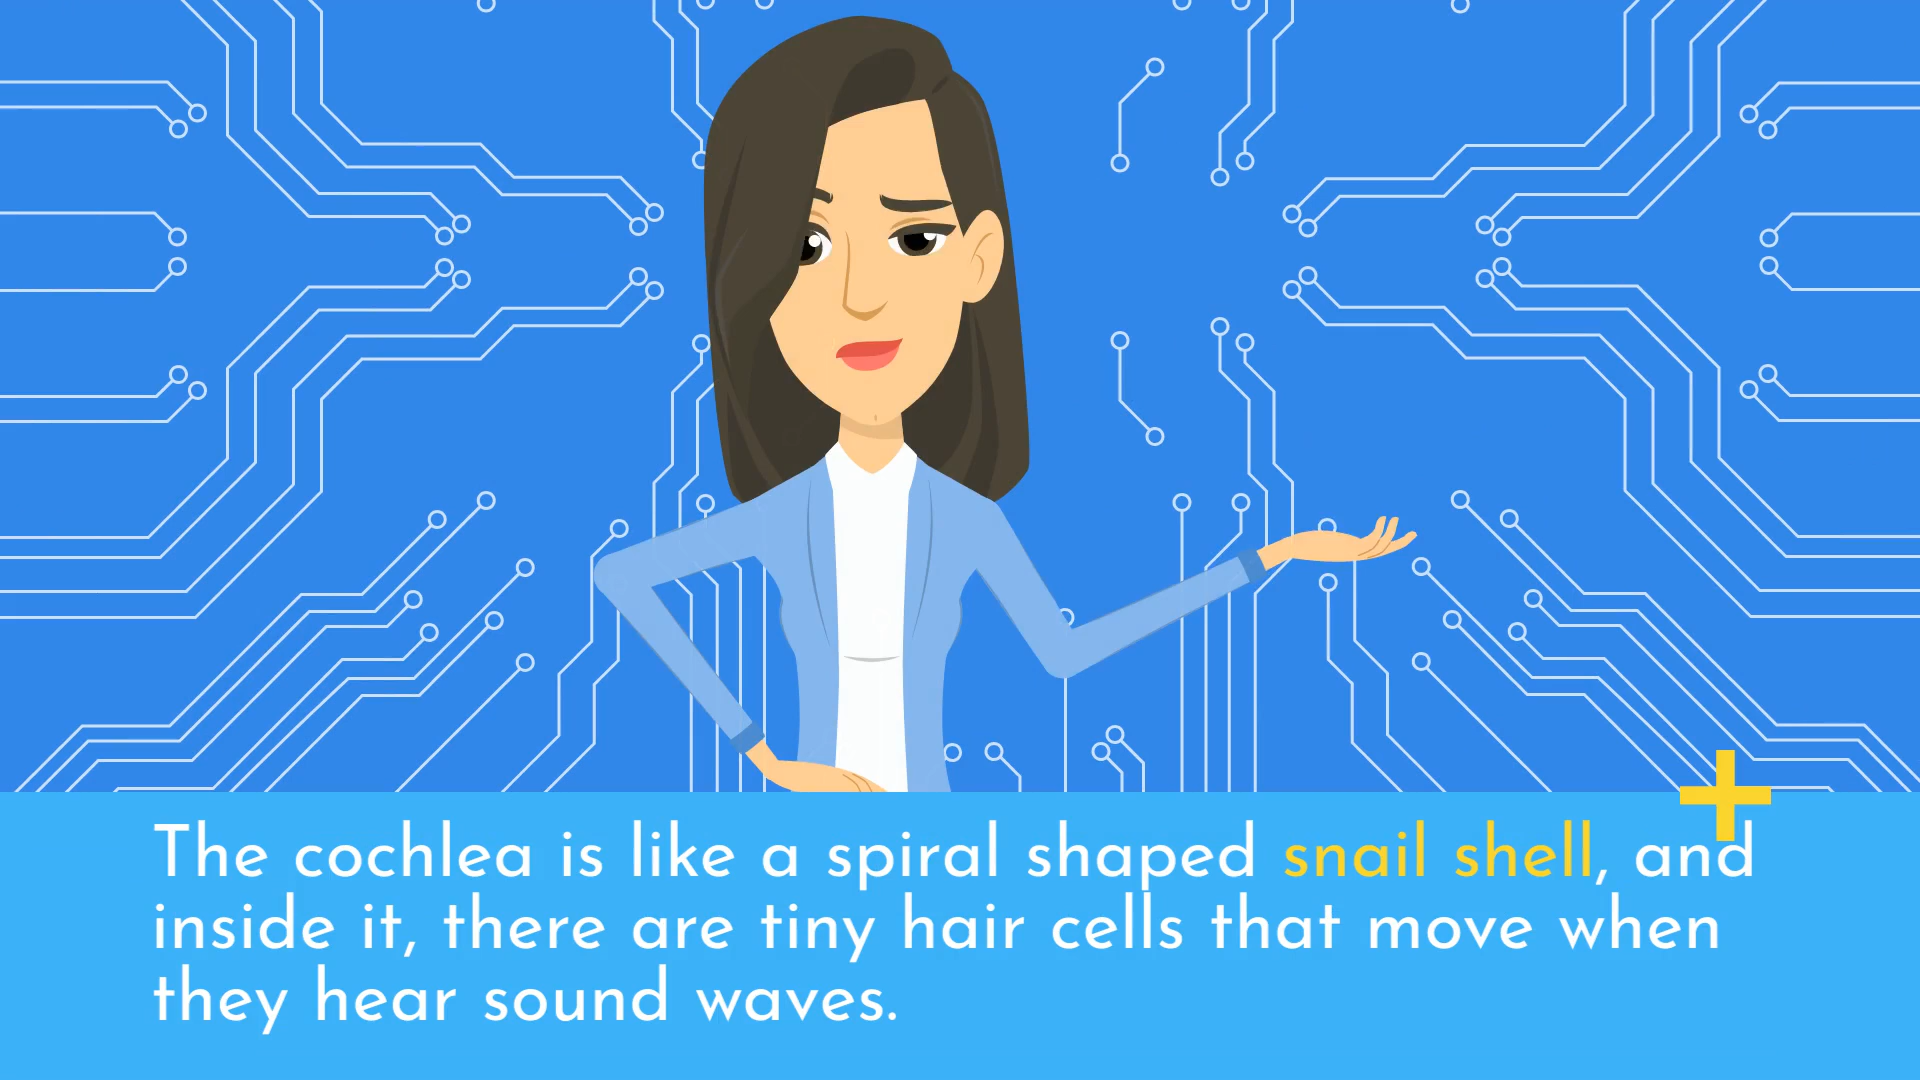 The cochlea is like a spiral shaped snail shell, and
inside it, there are tiny hair cells that move when
they hear sound waves.